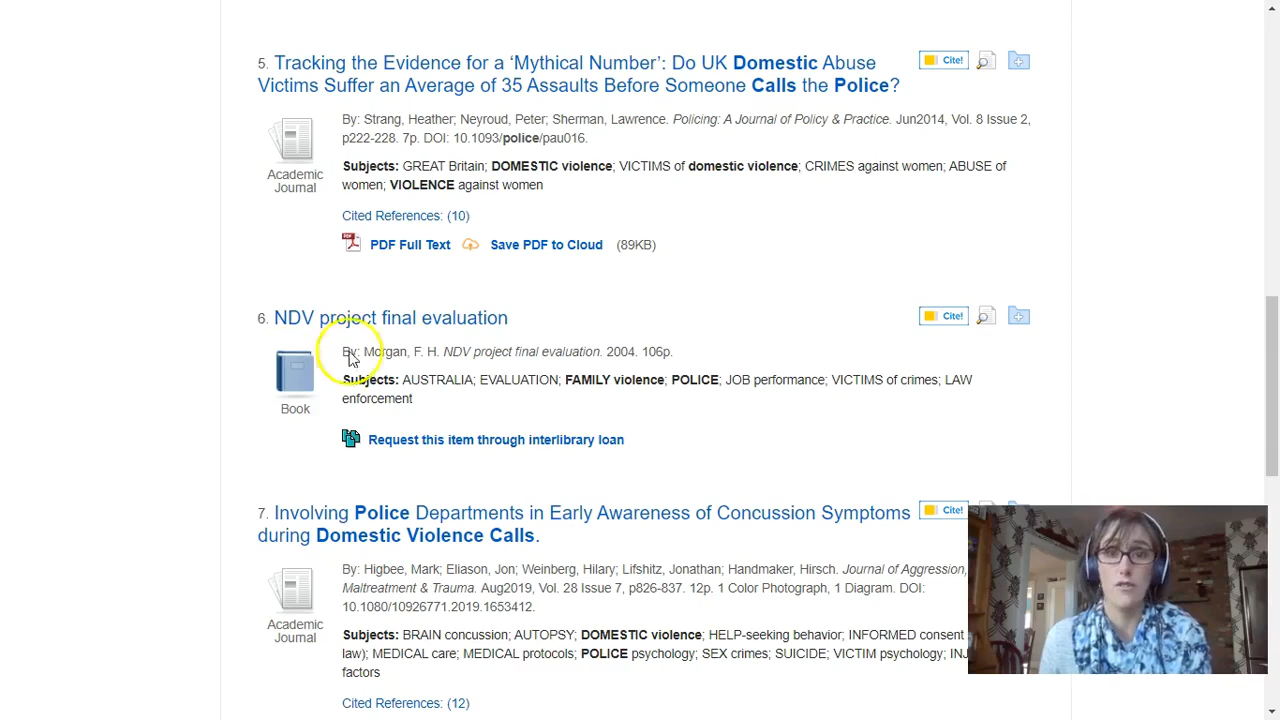 5. Tracking the Evidence for a ‘Mythical Number’: Do UK Domestic Abuse
Victims Suffer an Average of 35 Assaults Before Someone Calls the Police?
Cite!
By: Strang, Heather; Neyroud, Peter; Sherman, Lawrence. Policing: A Journal of Policy & Practice. Jun2014, Vol. 8 Issue 2,
p222-228. 7p. DOI: 10.1093/police/pau016.
Academic
Journal
Subjects: GREAT Britain; DOMESTIC violence; VICTIMS of domestic violence; CRIMES against women; ABUSE of
women; VIOLENCE against women
Cited References: (10)
PDF Full Text Save PDF to Cloud (89KB)
6. NDV project final evaluation
Cite!
By: Morgan, F. H. NDV project final evaluation. 2004. 106p.
Book
Subjects: AUSTRALIA; EVALUATION; FAMILY violence; POLICE; JOB performance; VICTIMS of crimes; LAW
enforcement
Request this item through interlibrary loan
7. Involving Police Departments in Early Awareness of Concussion Symptoms
during Domestic Violence Calls.
Cite!
By: Higbee, Mark; Eliason, Jon; Weinberg, Hilary; Lifshitz, Jonathan; Handmaker, Hirsch. Journal of Aggression,
Maltreatment & Trauma. Aug2019, Vol. 28 Issue 7, p826-837. 12p. 1 Color Photograph, 1 Diagram. DOI:
10.1080/10926771.2019.1653412.
Academic
Journal
Subjects: BRAIN concussion; AUTOPSY; DOMESTIC violence; HELP-seeking behavior; INFORMED consent
law); MEDICAL care; MEDICAL protocols; POLICE psychology; SEX crimes; SUICIDE; VICTIM psychology;
factors
Cited References: (12)